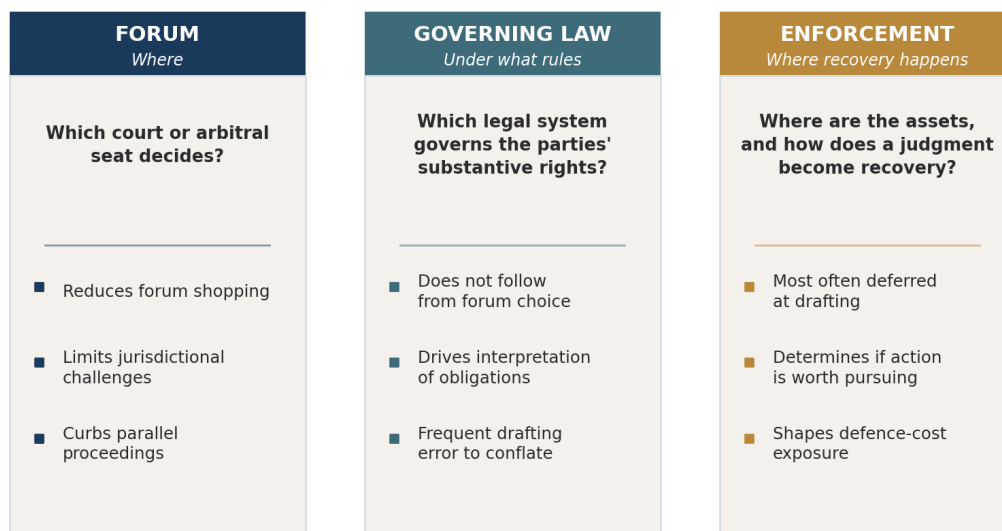 FORUM
Where
Which court or arbitral
seat decides?
Reduces forum shopping
Limits jurisdictional
challenges
Curbs parallel
proceedings
GOVERNING LAW
Under what rules
Which legal system
governs the parties'
substantive rights?
Does not follow
from forum choice
Drives interpretation
of obligations
Frequent drafting
error to conflate
ENFORCEMENT
Where recovery happens
Where are the assets,
and how does a judgment
become recovery?
Most often deferred
at drafting
Determines if action
is worth pursuing
Shapes defence-cost
exposure